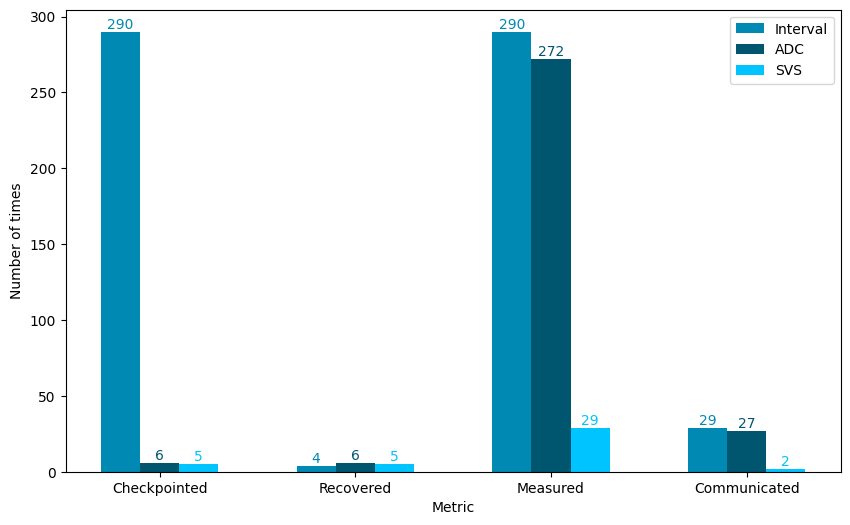 300
250
200
150
100
50
0
Number of times
290
6
5
4
6
5
290
272
29
29
27
2
Interval
ADC
SVS
Checkpointed
Recovered
Measured
Communicated
Metric